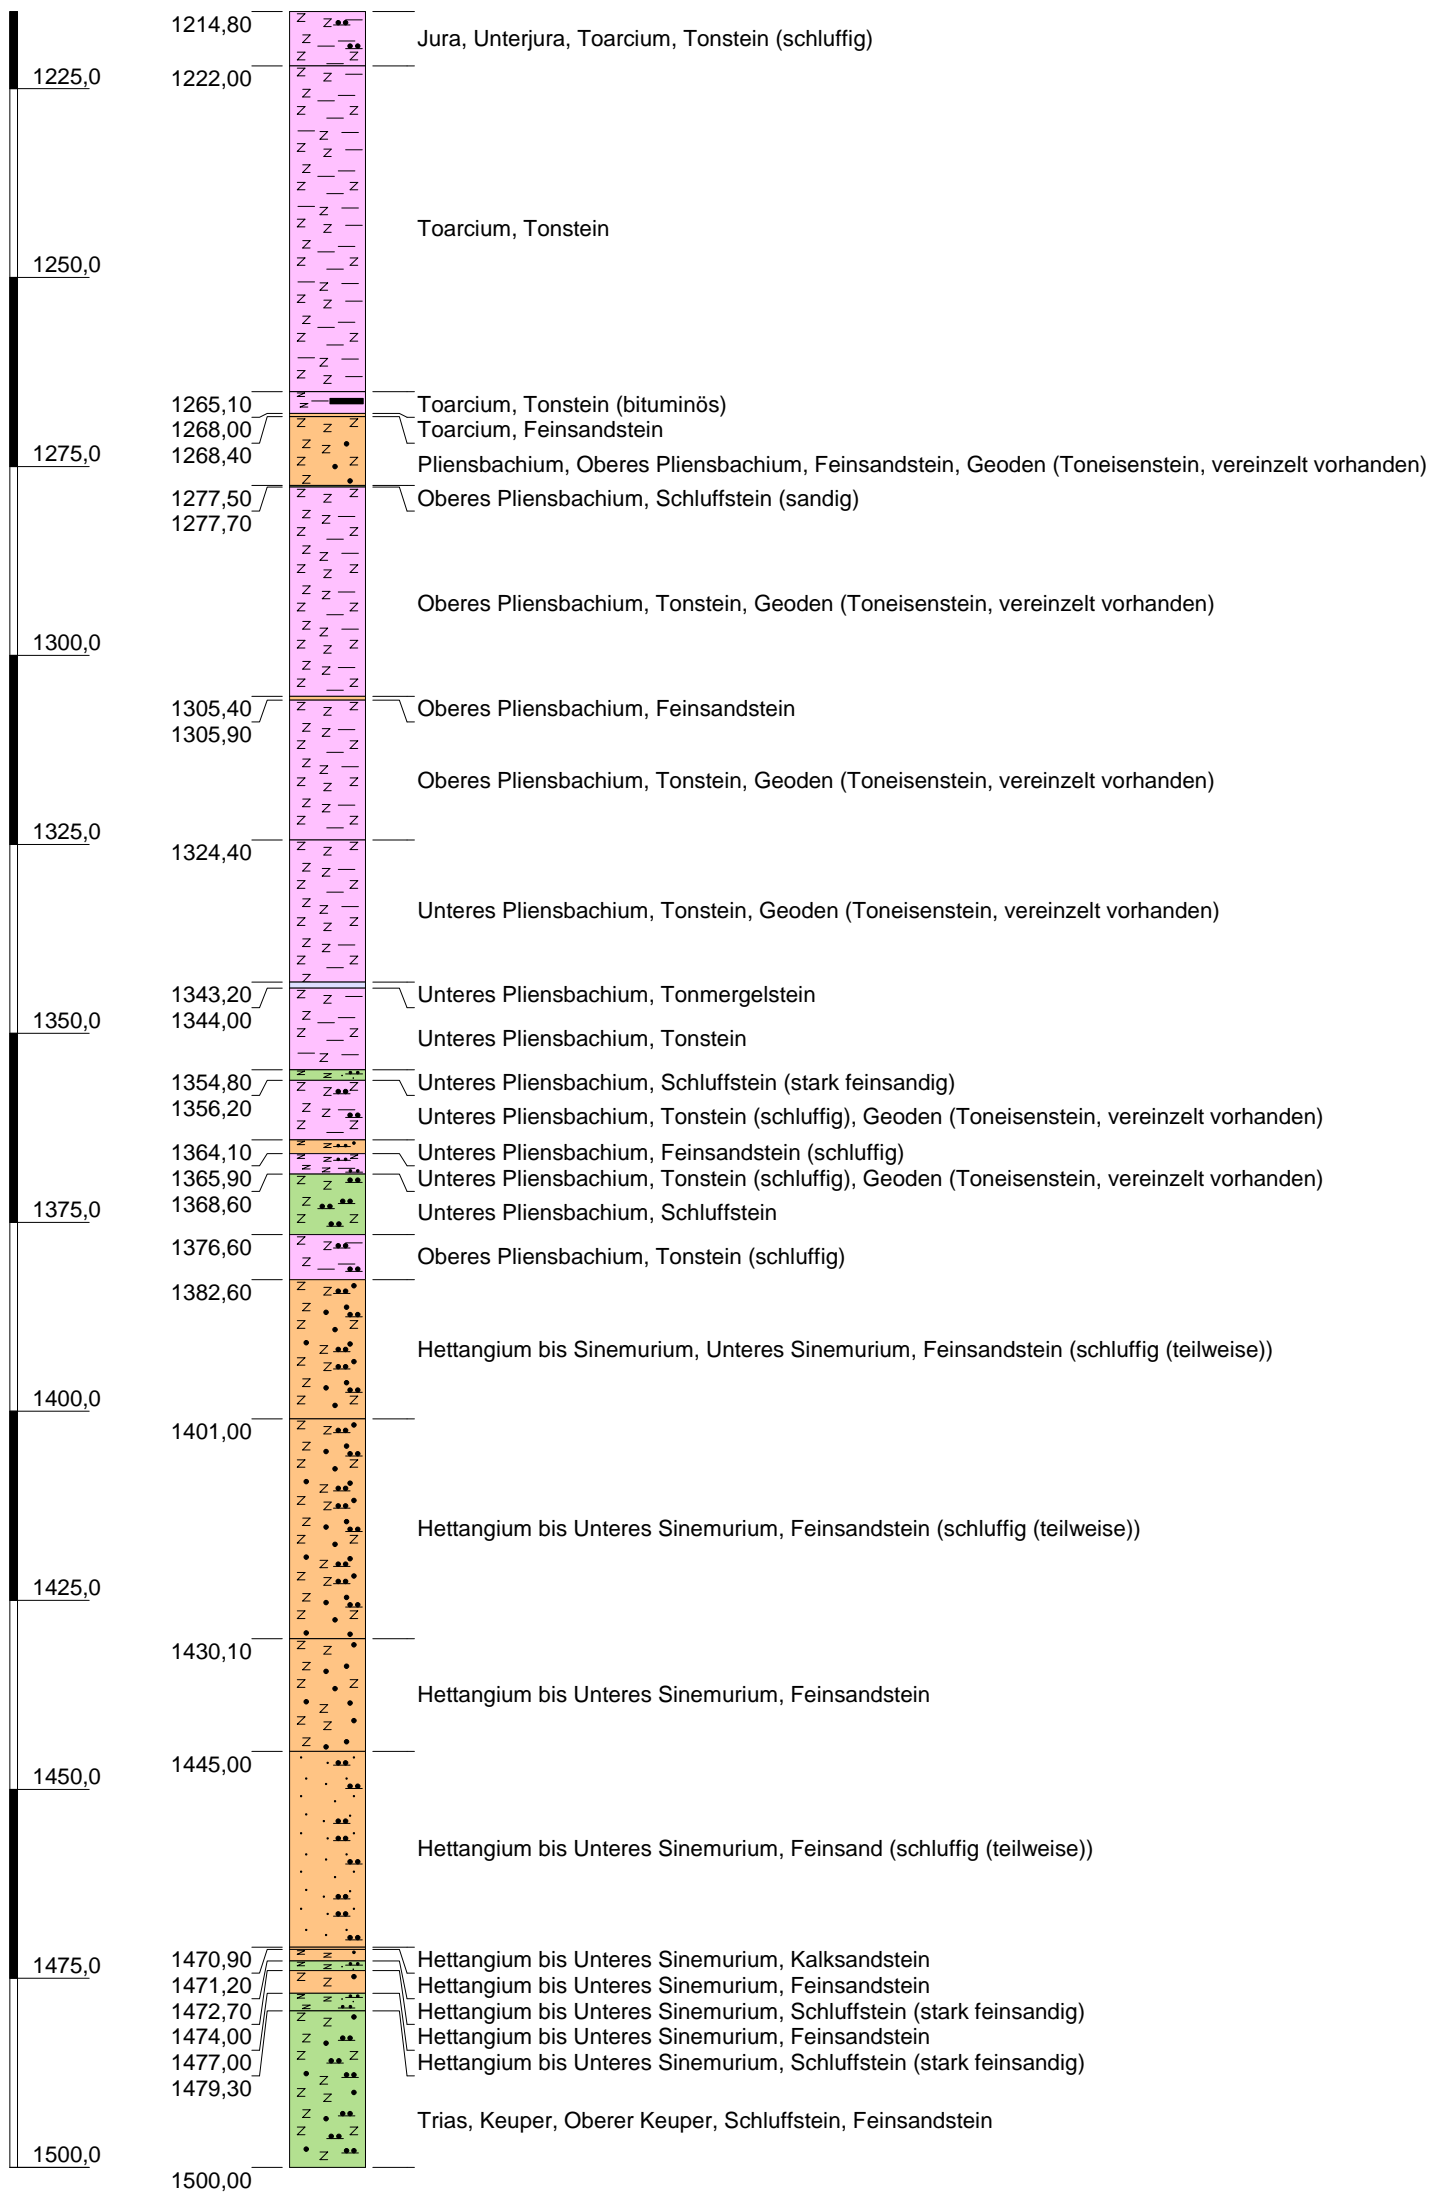 1214,80
Jura, Unterjura, Toarcium, Tonstein (schluffig)
1225,0
1222,00
Toarcium, Tonstein
1250,0
1265,10
Toarcium, Tonstein (bituminös)
1268,00
Toarcium, Feinsandstein
1268,40
1275,0
Pliensbachium, Oberes Pliensbachium, Feinsandstein, Geoden (Toneisenstein, vereinzelt vorhanden)
1277,50
Oberes Pliensbachium, Schluffstein (sandig)
1277,70
Oberes Pliensbachium, Tonstein, Geoden (Toneisenstein, vereinzelt vorhanden)
1300,0
1305,40
Oberes Pliensbachium, Feinsandstein
1305,90
Oberes Pliensbachium, Tonstein, Geoden (Toneisenstein, vereinzelt vorhanden)
1325,0
1324,40
Unteres Pliensbachium, Tonstein, Geoden (Toneisenstein, vereinzelt vorhanden)
1343,20
Unteres Pliensbachium, Tonmergelstein
1344,00
1350,0
Unteres Pliensbachium, Tonstein
1354,80
Unteres Pliensbachium, Schluffstein (stark feinsandig)
1356,20
Unteres Pliensbachium, Tonstein (schluffig), Geoden (Toneisenstein, vereinzelt vorhanden)
1364,10
Unteres Pliensbachium, Feinsandstein (schluffig)
1365,90
Unteres Pliensbachium, Tonstein (schluffig), Geoden (Toneisenstein, vereinzelt vorhanden)
1368,60
1375,0
Unteres Pliensbachium, Schluffstein
1376,60
Oberes Pliensbachium, Tonstein (schluffig)
1382,60
Hettangium bis Sinemurium, Unteres Sinemurium, Feinsandstein (schluffig (teilweise))
1400,0
1401,00
Hettangium bis Unteres Sinemurium, Feinsandstein (schluffig (teilweise))
1425,0
1430,10
Hettangium bis Unteres Sinemurium, Feinsandstein
1445,00
1450,0
Hettangium bis Unteres Sinemurium, Feinsand (schluffig (teilweise))
1470,90
Hettangium bis Unteres Sinemurium, Kalksandstein
1475,0
1471,20
Hettangium bis Unteres Sinemurium, Feinsandstein
1472,70
Hettangium bis Unteres Sinemurium, Schluffstein (stark feinsandig)
1474,00
Hettangium bis Unteres Sinemurium, Feinsandstein
1477,00
Hettangium bis Unteres Sinemurium, Schluffstein (stark feinsandig)
1479,30
Trias, Keuper, Oberer Keuper, Schluffstein, Feinsandstein
1500,0
1500,00